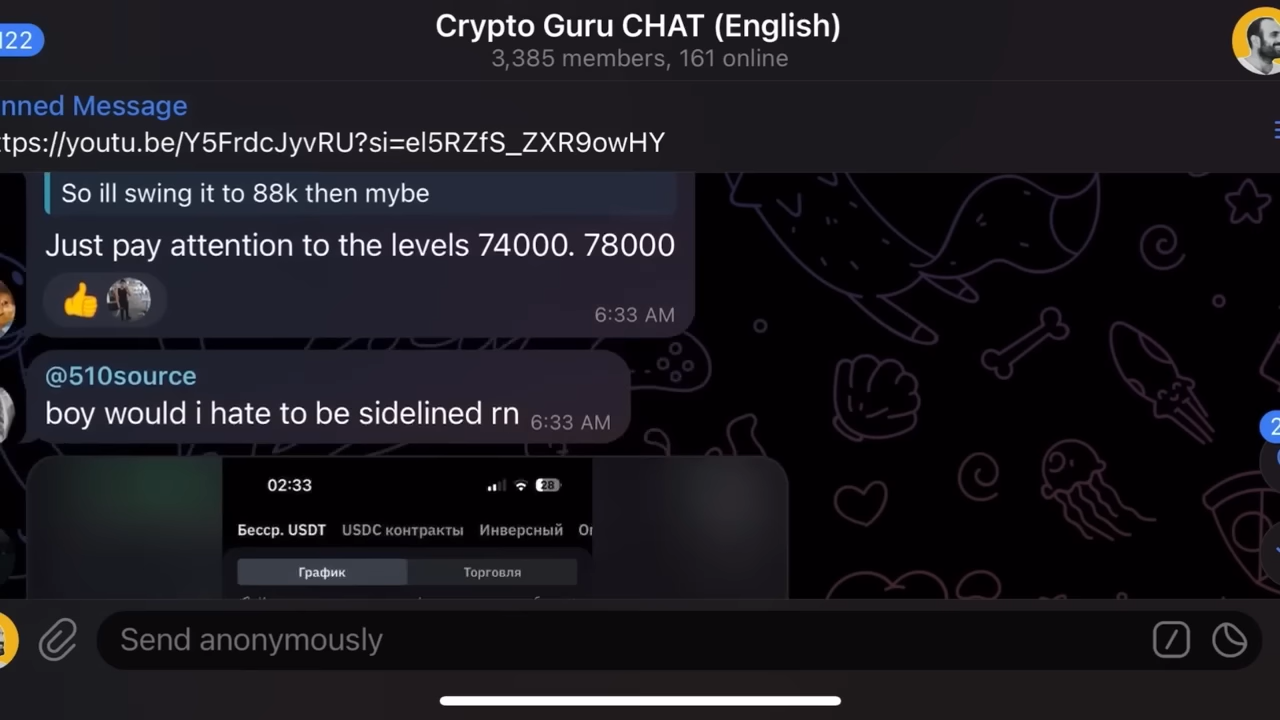 122
Crypto Guru CHAT (English)
3,385 members, 161 online
nned Message
ttps://youtu.be/Y5FrdcJyvRU?si=el5RZfS_ZXR9owHY
So ill swing it to 88k then mybe
Just pay attention to the levels 74000. 78000
6:33 AM
@510source
boy would i hate to be sidelined rn 6:33 AM
02:33 28
Бесср. USDT USDC контракты Инверсный
График Торговля
Send anonymously